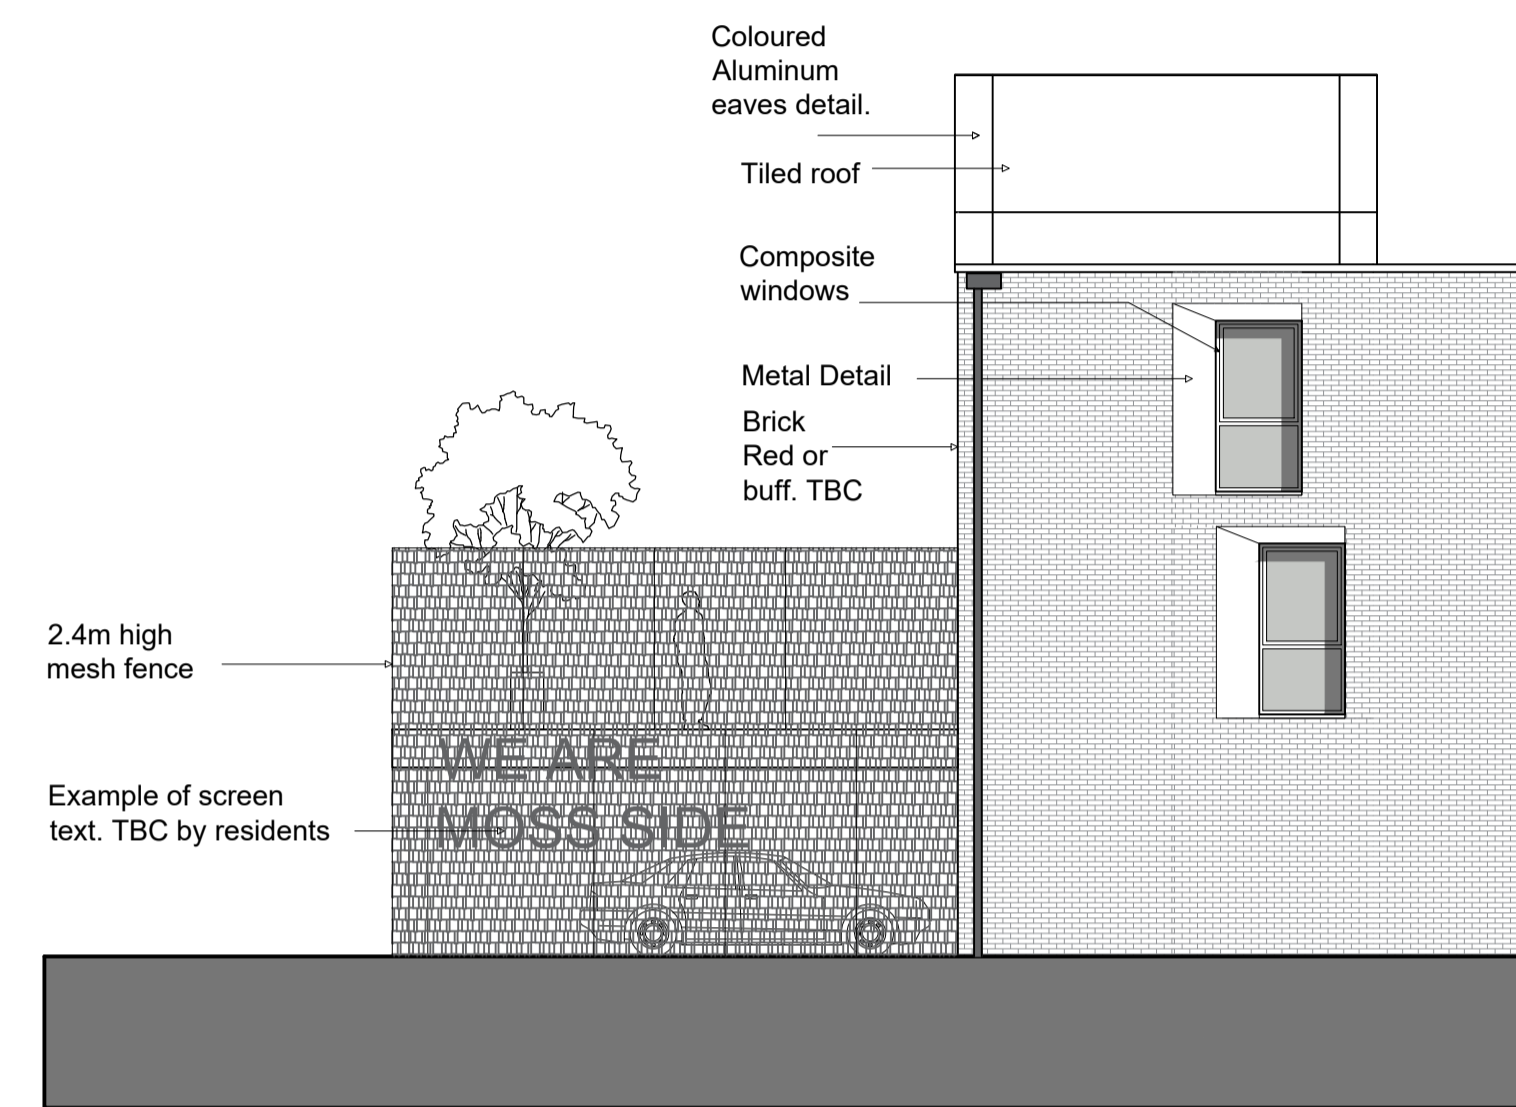 Coloured
Aluminum
eaves detail.
Tiled roof
Composite
windows
Metal Detail
Brick
Red or
buff. TBC
2.4m high
mesh fence
WE ARE
MOSS SIDE
Example of screen
text. TBC by residents